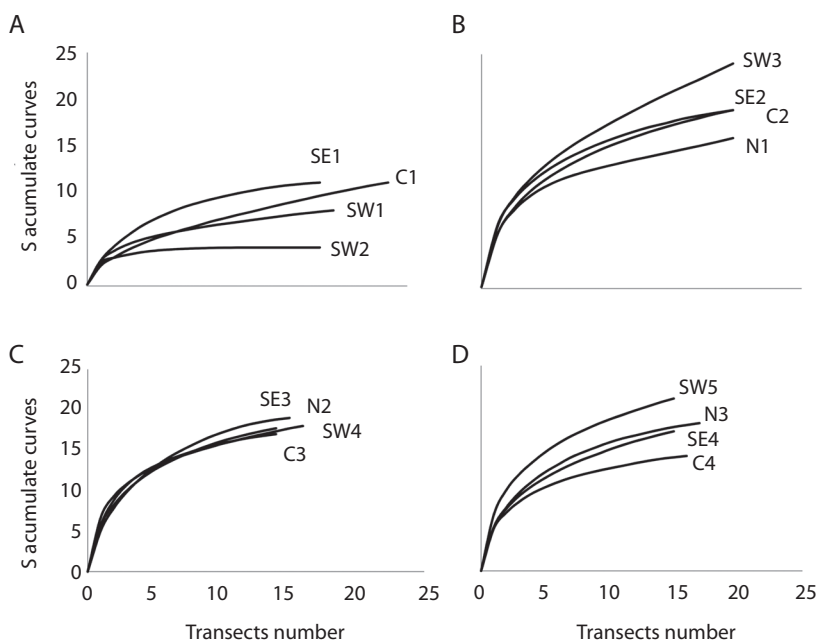 A
S acumulate curves
25
20
15
10
5
0
SE1
C1
SW1
SW2
B
SW3
SE2
C2
N1
C
S acumulate curves
25
20
15
10
5
0
SE3
N2
SW4
C3
0 5 10 15 20 25
Transects number
D
SW5
N3
SE4
C4
0 5 10 15 20 25
Transects number